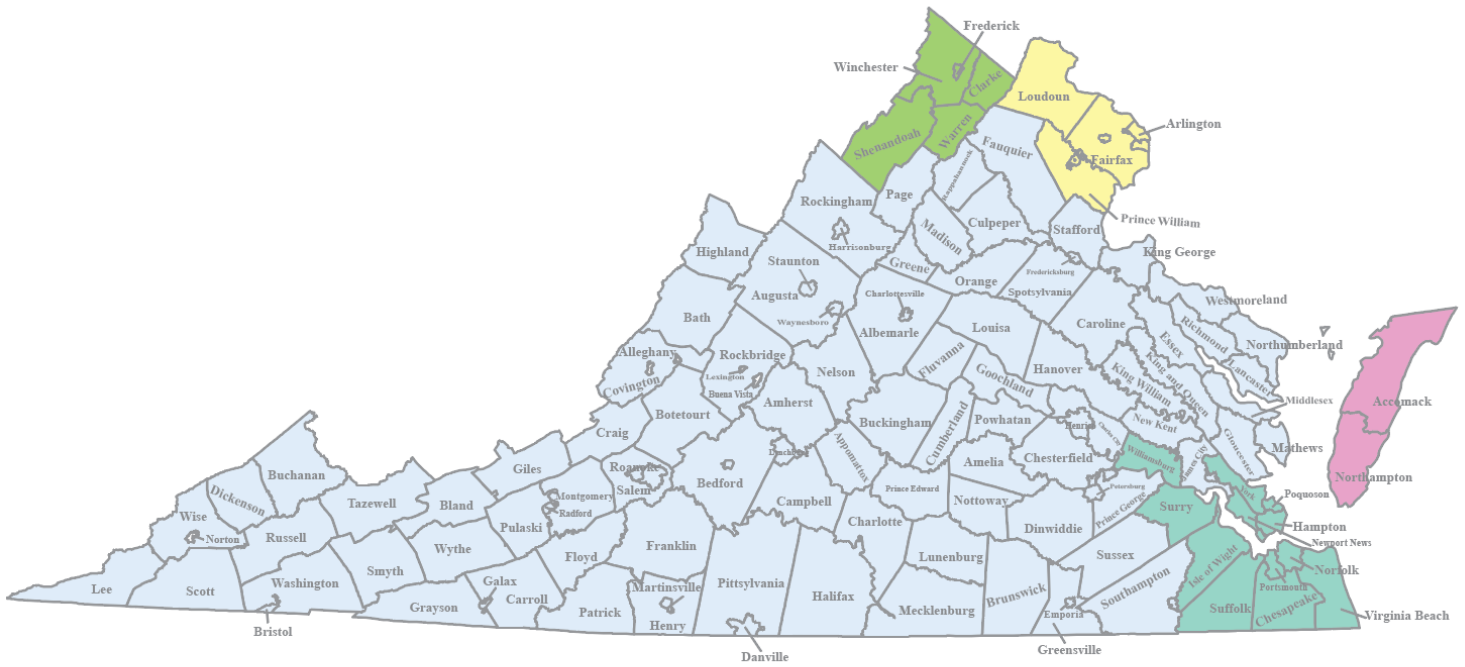 Frederick
Winchester
Clarke
Loudoun
Shenandoah
Warren
Arlington
Fauquier
Fairfax
Rappahannock
Page
Rockingham
Prince William
Culpeper
Madison
Stafford
Harrisonburg
Highland
King George
Staunton
Greene
Fredericksburg
Orange
Augusta
Charlottesville
Spotsylvania
Westmoreland
Bath
Waynesboro
Albemarle
Louisa
Caroline
Richmond
Essex
Northumberland
Alleghany
Rockbridge
Fluvanna
Hanover
King and Queen
Lancaster
Lexington
Nelson
Goochland
King William
Covington
Buena Vista
Amherst
Middlesex
Accomack
Botetourt
Buckingham
Cumberland
Powhatan
Henrico
Charles City
New Kent
Gloucester
Craig
Mathews
Appomattox
Chesterfield
Williamsburg
James City
Giles
Roanoke
Lynchburg
Amelia
Buchanan
Salem
Bedford
Northampton
Dickenson
Prince Edward
Petersburg
York
Poquoson
Tazewell
Bland
Montgomery
Radford
Campbell
Nottoway
Prince George
Surry
Wise
Pulaski
Charlotte
Dinwiddie
Hampton
Norton
Russell
Newport News
Wythe
Floyd
Franklin
Lunenburg
Sussex
Isle of Wight
Smyth
Norfolk
Lee
Scott
Washington
Galax
Martinsville
Pittsylvania
Halifax
Brunswick
Southampton
Portsmouth
Grayson
Carroll
Patrick
Mecklenburg
Emporia
Suffolk
Chesapeake
Virginia Beach
Henry
Bristol
Danville
Greensville